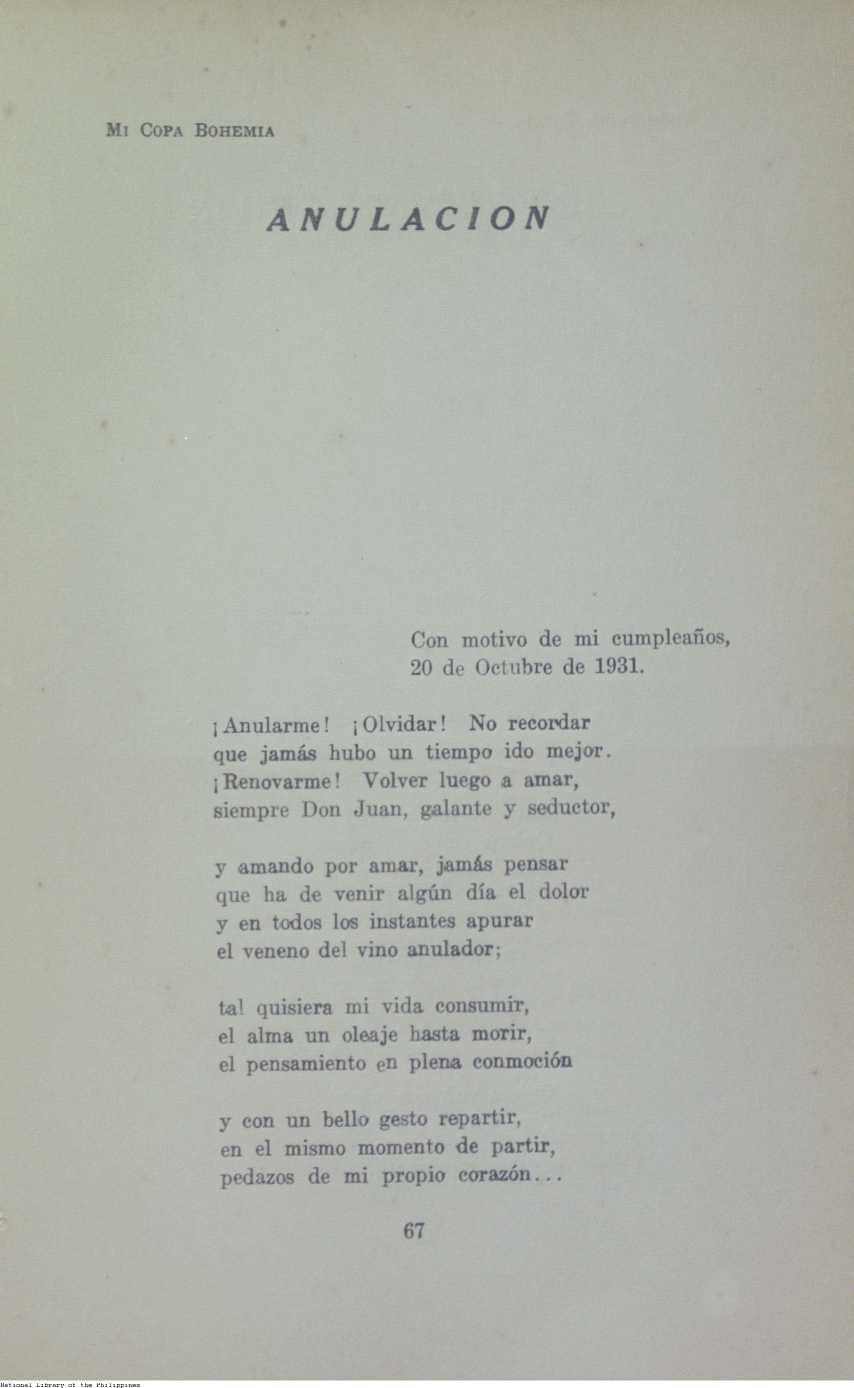 MI COPA BOHEMIA
ANULACION
Con motivo de mi cumpleaños,
20 de Octubre de 1931.
¡Anularme! ¡Olvidar! No recordar
que jamás hubo un tiempo ido mejor.
¡Renovarme! Volver luego a amar,
siempre Don Juan, galante y seductor,
y amando por amar, jamás pensar
que ha de venir algún día el dolor
y en todos los instantes apurar
el veneno del vino anulador;
tal quisiera mi vida consumir,
el alma un oleaje hasta morir,
el pensamiento en plena conmoción
y con un bello gesto repartir,
en el mismo momento de partir,
pedazos de mi propio corazón...
67
National Library of the Philippines